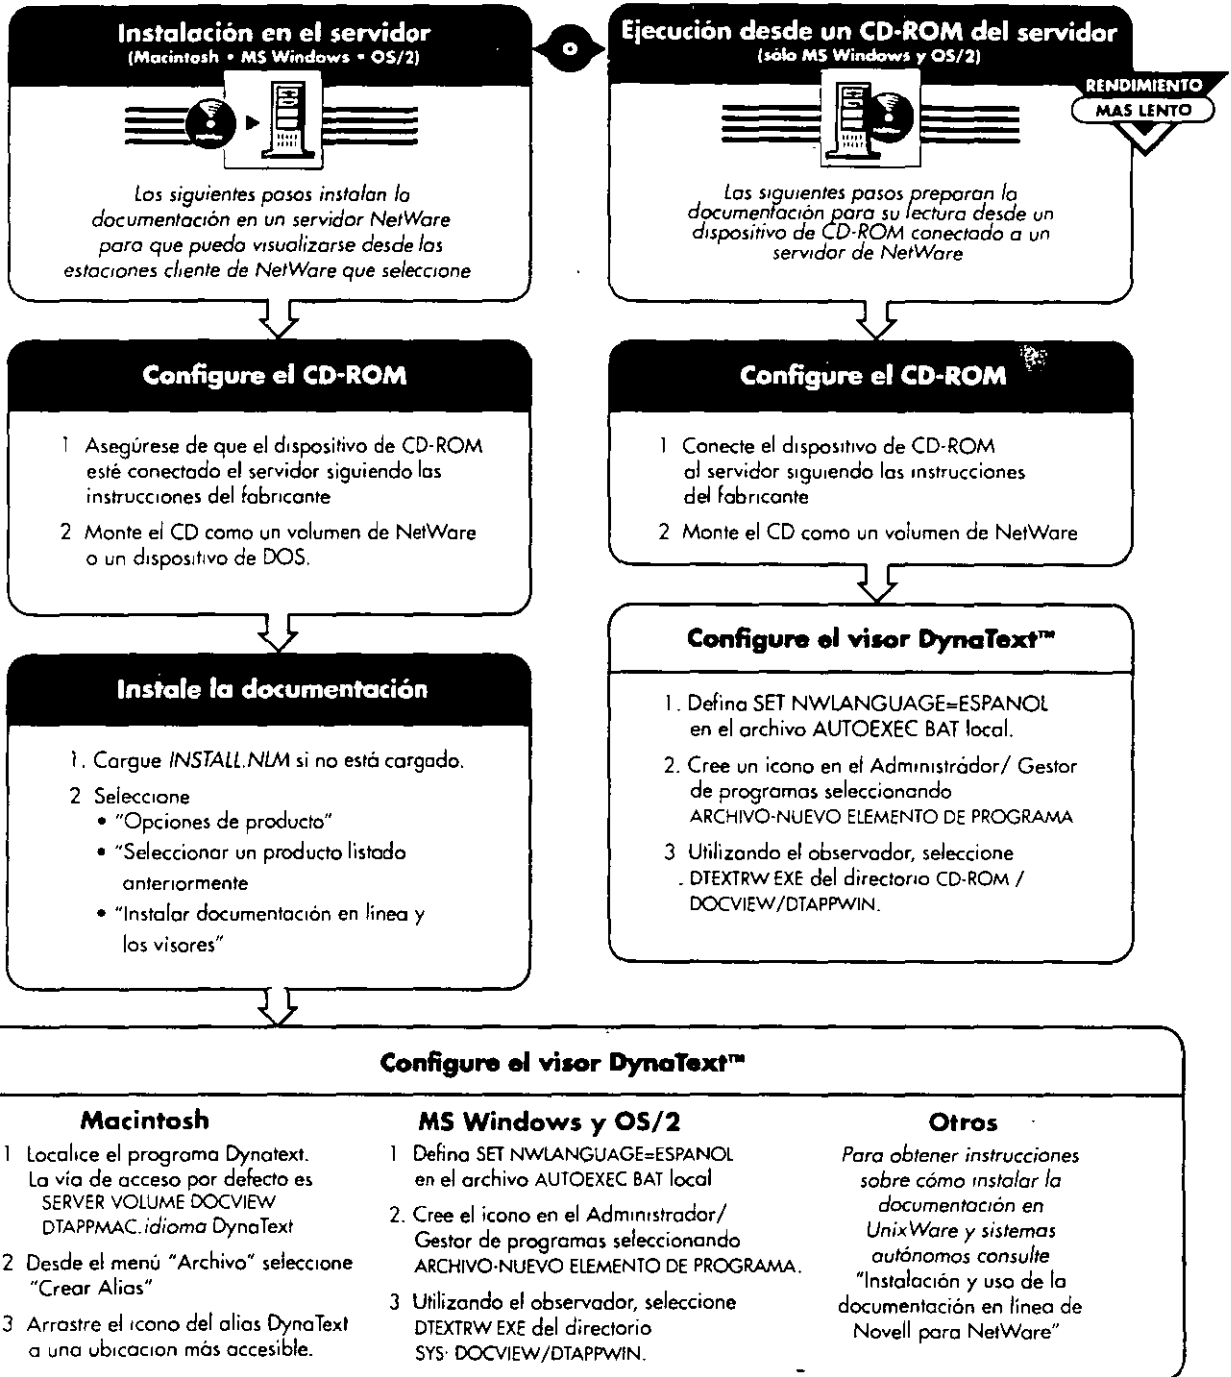 Instalación en el servidor
(Macintosh • MS Windows • OS/2)
Los siguientes pasos instalan la
documentación en un servidor NetWare
para que pueda visualizarse desde las
estaciones cliente de NetWare que seleccione
Ejecución desde un CD-ROM del servidor
(sólo MS Windows y OS/2)
RENDIMIENTO
MAS LENTO
Los siguientes pasos preparan la
documentación para su lectura desde un
dispositivo de CD-ROM conectado a un
servidor de NetWare
Configure el CD-ROM
1 Asegúrese de que el dispositivo de CD-ROM
esté conectado el servidor siguiendo las
instrucciones del fabricante
2 Monte el CD como un volumen de NetWare
o un dispositivo de DOS.
Configure el CD-ROM
1 Conecte el dispositivo de CD-ROM
al servidor siguiendo las instrucciones
del fabricante
2 Monte el CD como un volumen de NetWare
Instale la documentación
1. Cargue INSTALL.NLM si no está cargado.
2 Seleccione
• "Opciones de producto"
• "Seleccionar un producto listado
anteriormente
• "Instalar documentación en línea y
los visores"
Configure el visor DynaText™
1. Defina SET NWLANGUAGE=ESPANOL
en el archivo AUTOEXEC BAT local.
2. Cree un icono en el Administrador/ Gestor
de programas seleccionando
ARCHIVO-NUEVO ELEMENTO DE PROGRAMA
3 Utilizando el observador, seleccione
DTEXTRW EXE del directorio CD-ROM /
DOCVIEW/DTAPPWIN.
Configure el visor DynaText™
Macintosh
1 Localice el programa Dynatext.
La vía de acceso por defecto es
SERVER VOLUME DOCVIEW
DTAPPMAC.idioma DynaText
2 Desde el menú "Archivo" seleccione
"Crear Alias"
3 Arrastre el icono del alias DynaText
a una ubicacion más accesible.
MS Windows y OS/2
1 Defina SET NWLANGUAGE=ESPANOL
en el archivo AUTOEXEC BAT local
2. Cree el icono en el Administrador/
Gestor de programas seleccionando
ARCHIVO-NUEVO ELEMENTO DE PROGRAMA.
3 Utilizando el observador, seleccione
DTEXTRW EXE del directorio
SYS· DOCVIEW/DTAPPWIN.
Otros
Para obtener instrucciones
sobre cómo instalar la
documentación en
UnixWare y sistemas
autónomos consulte
"Instalación y uso de la
documentación en línea de
Novell para NetWare"